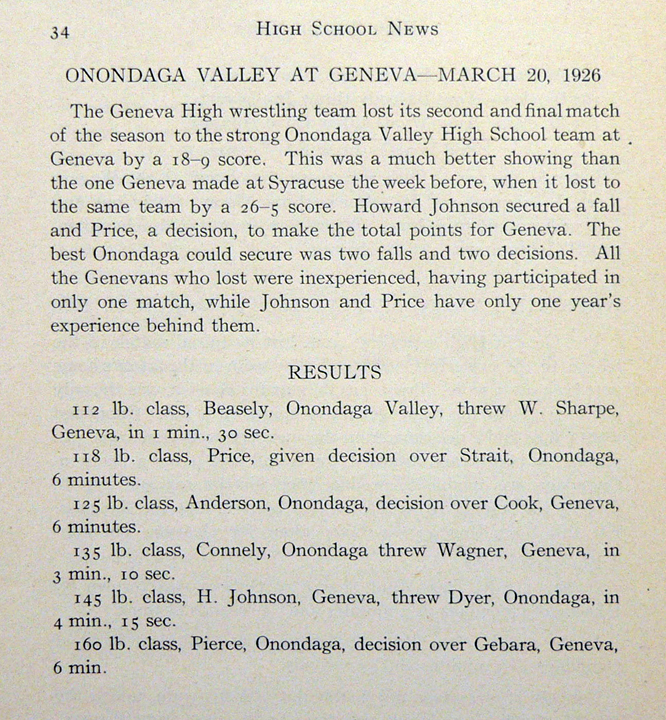 34
HIGH SCHOOL NEWS
ONONDAGA VALLEY AT GENEVA—MARCH 20, 1926
The Geneva High wrestling team lost its second and final match
of the season to the strong Onondaga Valley High School team at
Geneva by a 18–9 score. This was a much better showing than
the one Geneva made at Syracuse the week before, when it lost to
the same team by a 26–5 score. Howard Johnson secured a fall
and Price, a decision, to make the total points for Geneva. The
best Onondaga could secure was two falls and two decisions. All
the Genevans who lost were inexperienced, having participated in
only one match, while Johnson and Price have only one year's
experience behind them.
RESULTS
112 lb. class, Beasely, Onondaga Valley, threw W. Sharpe,
Geneva, in 1 min., 30 sec.
118 lb. class, Price, given decision over Strait, Onondaga,
6 minutes.
125 lb. class, Anderson, Onondaga, decision over Cook, Geneva,
6 minutes.
135 lb. class, Connely, Onondaga threw Wagner, Geneva, in
3 min., 10 sec.
145 lb. class, H. Johnson, Geneva, threw Dyer, Onondaga, in
4 min., 15 sec.
160 lb. class, Pierce, Onondaga, decision over Gebara, Geneva,
6 min.